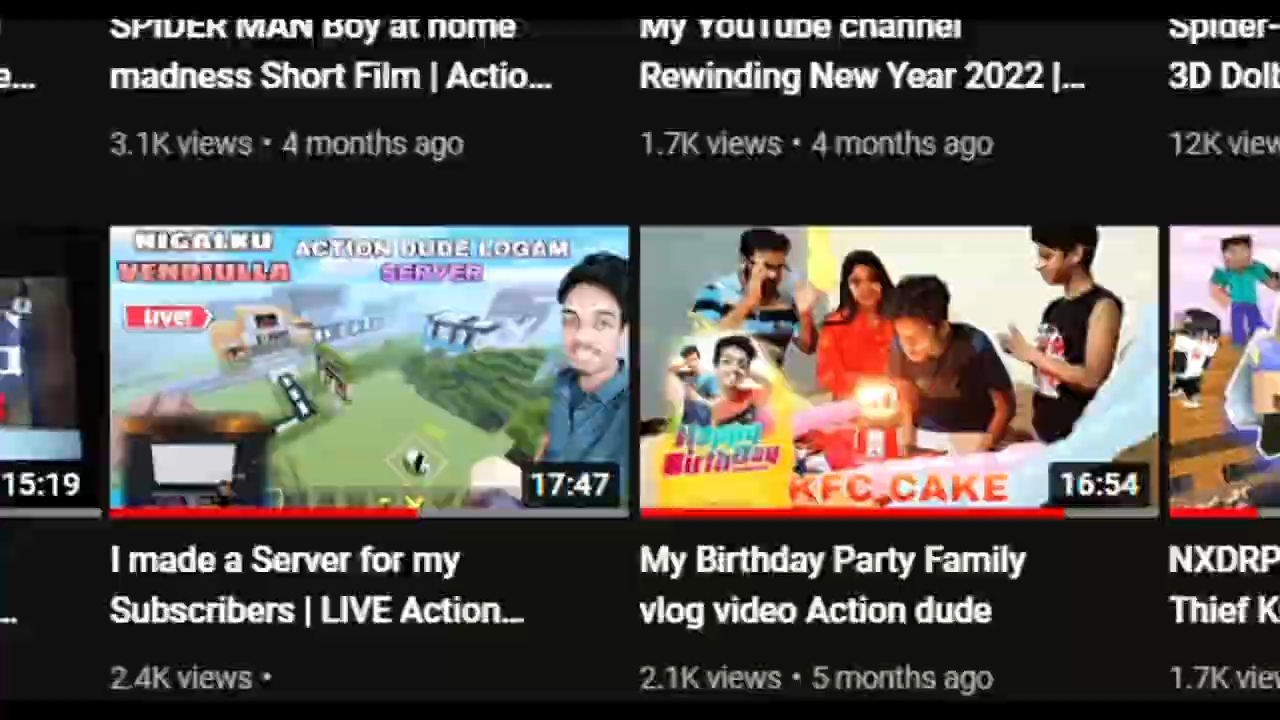 e...
SPIDER MAN Boy at home
madness Short Film | Actio...
3.1K views • 4 months ago
My YouTube channel
Rewinding New Year 2022 |...
1.7K views • 4 months ago
Spider-
3D Dolb
12K view
15:19
NIGALKU
VENDIULLA
ACTION DUDE LOGAM
SERVER
LIVE!
17:47
Happy
Birthday
KFC CAKE
16:54
I made a Server for my
Subscribers | LIVE Action...
2.4K views •
My Birthday Party Family
vlog video Action dude
2.1K views • 5 months ago
NXDRP
Thief K
1.7K view